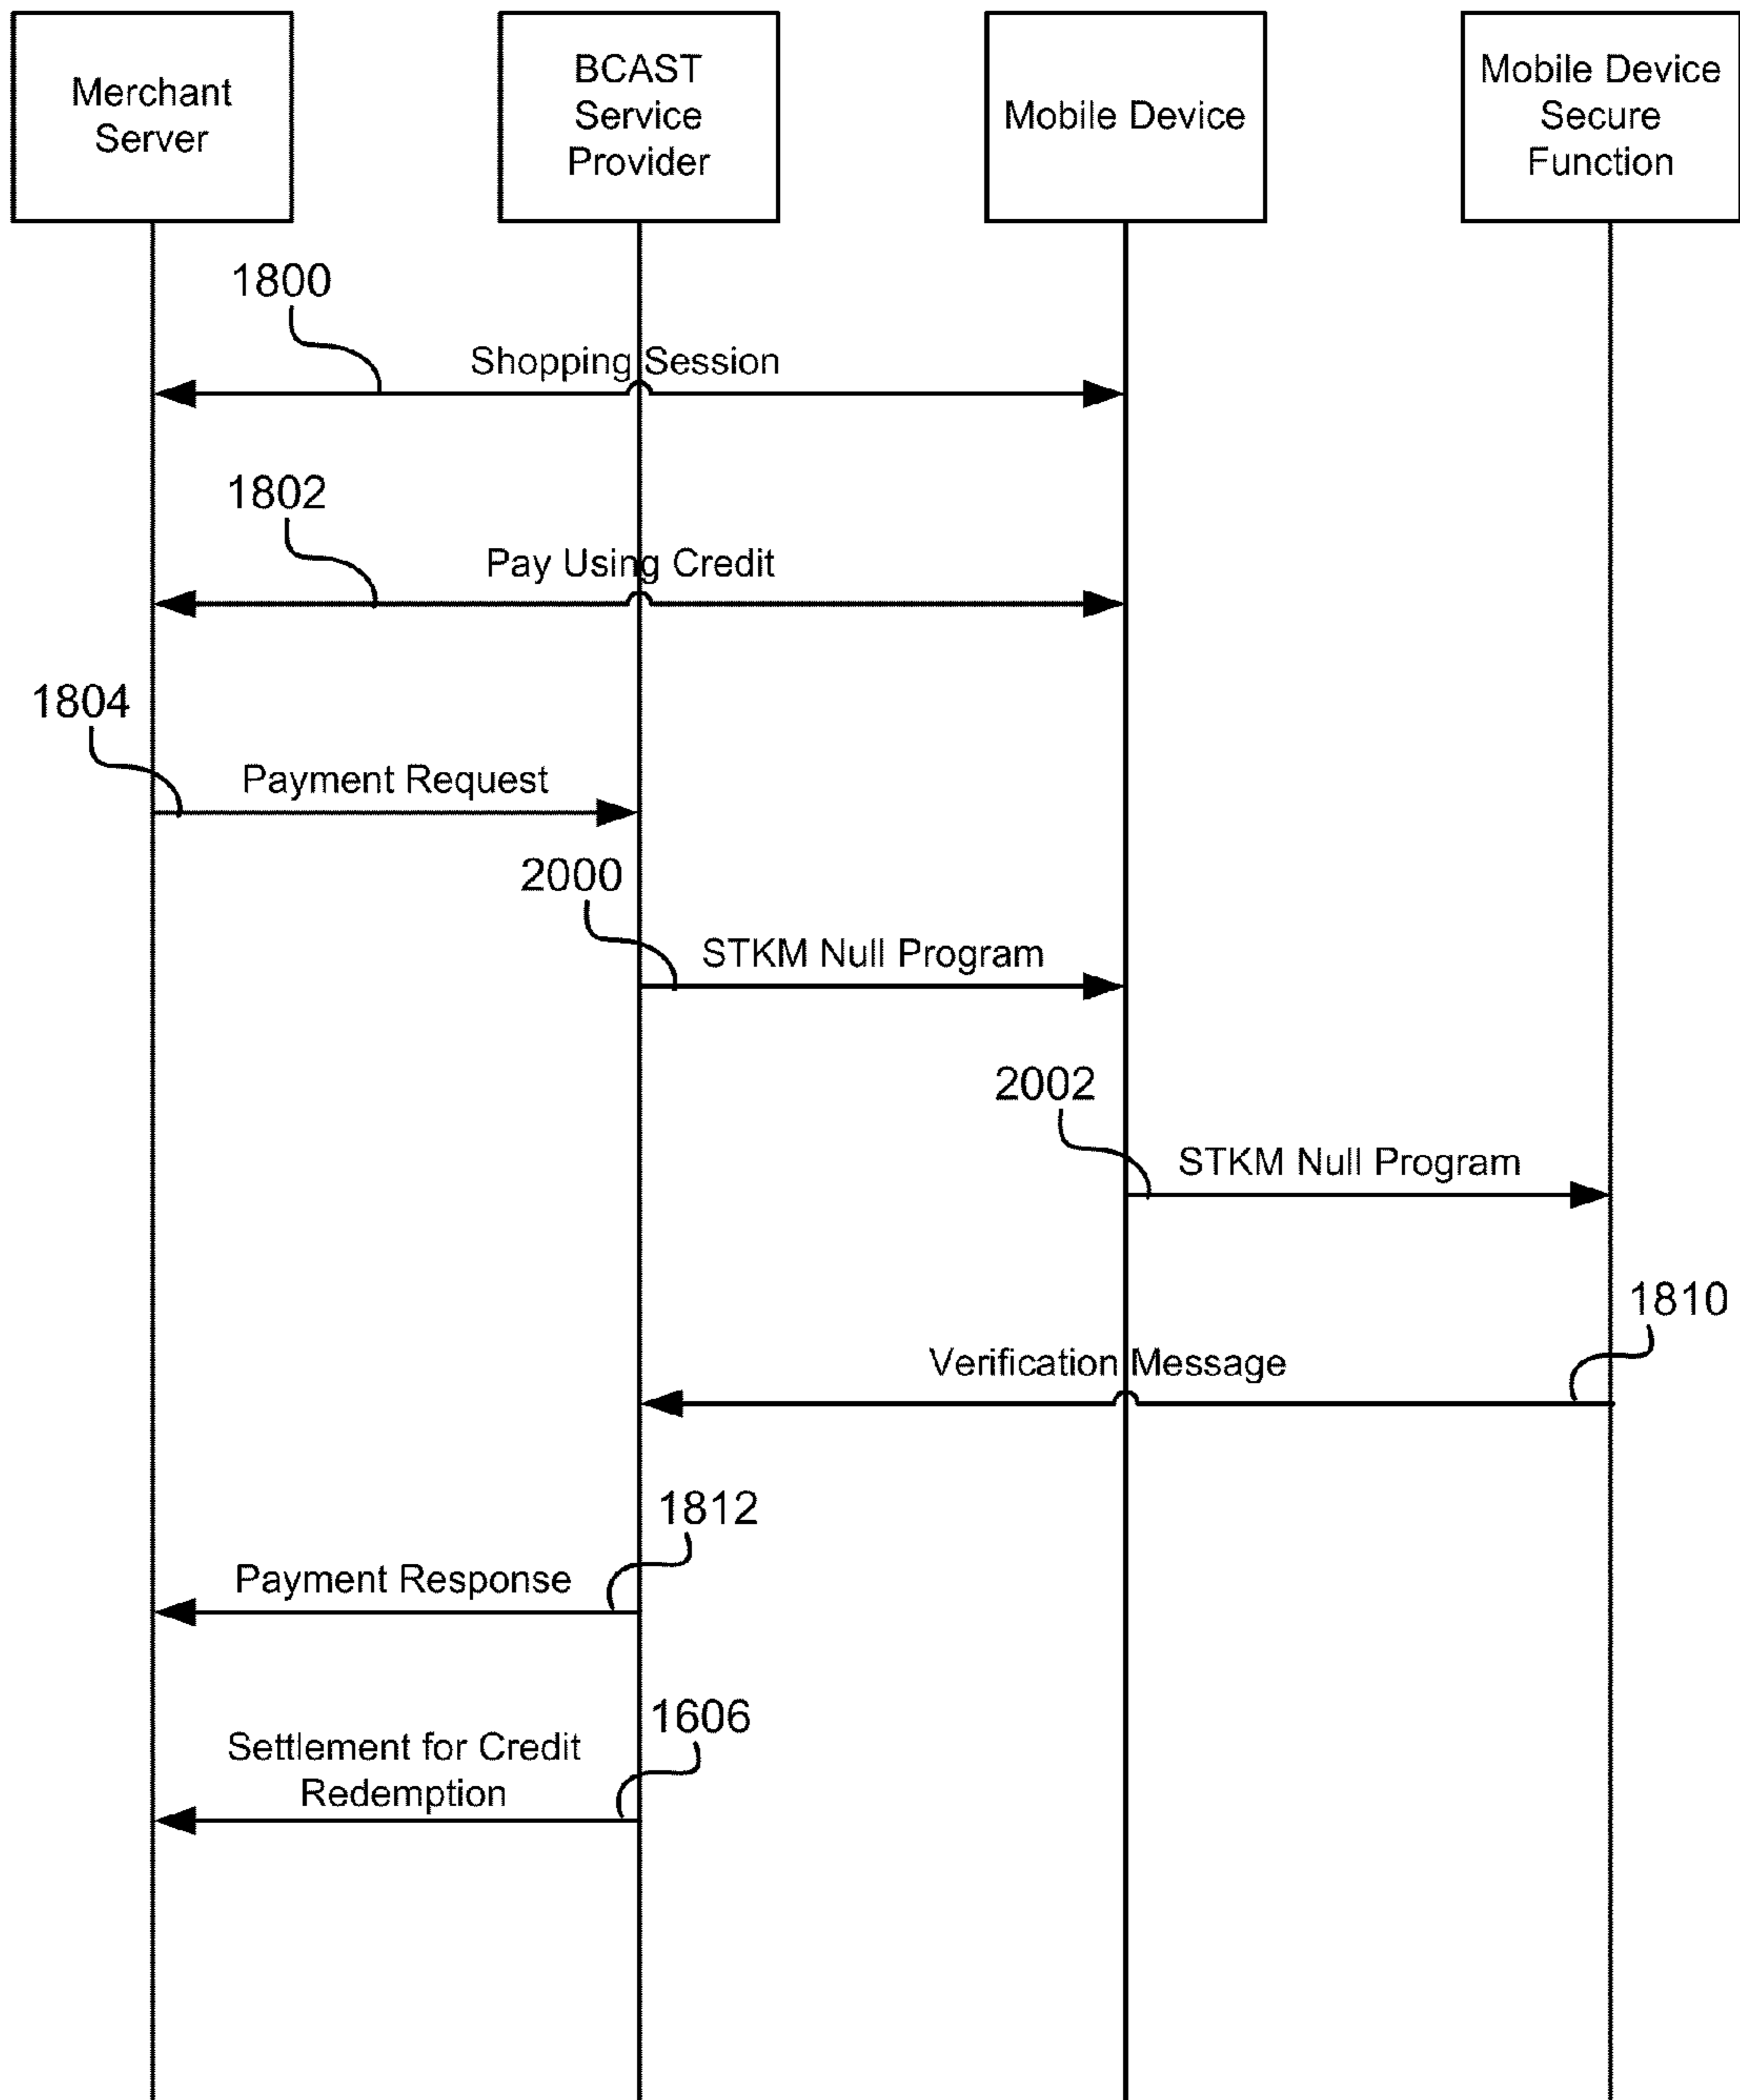 Merchant
Server
BCAST
Service
Provider
Mobile Device
Mobile Device
Secure
Function
1800
Shopping Session
1802
Pay Using Credit
1804
Payment Request
2000
STKM Null Program
2002
STKM Null Program
1810
Verification Message
1812
Payment Response
1606
Settlement for Credit
Redemption